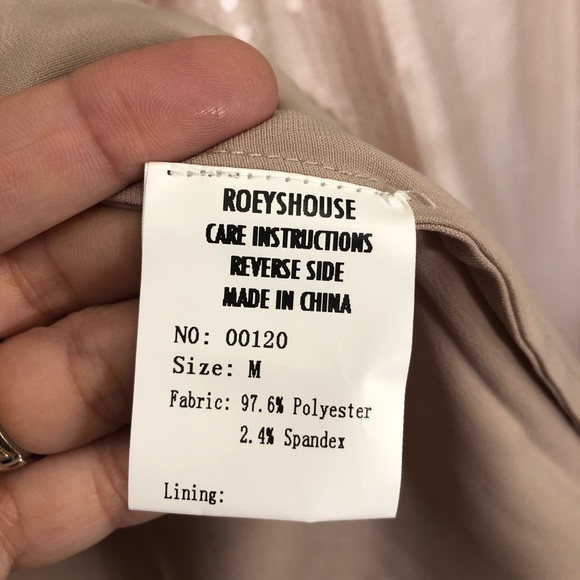 ROEYSHOUSE
CARE INSTRUCTIONS
REVERSE SIDE
MADE IN CHINA
NO: 00120
Size: M
Fabric: 97.6% Polyester
2.4% Spandex
Lining: